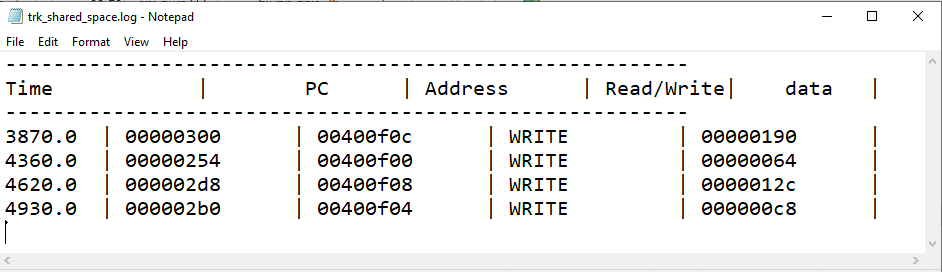 trk_shared_space.log - Notepad
File Edit Format View Help
---------------------------------------------------------
Time | PC | Address | Read/Write| data |
---------------------------------------------------------
3870.0 | 00000300 | 00400f0c | WRITE | 00000190 |
4360.0 | 00000254 | 00400f00 | WRITE | 00000064 |
4620.0 | 000002d8 | 00400f08 | WRITE | 0000012c |
4930.0 | 000002b0 | 00400f04 | WRITE | 000000c8 |